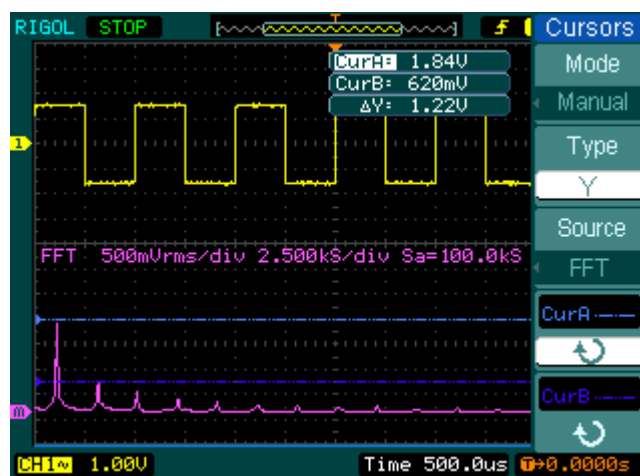 RIGOL STOP
T
Cursors
CurA: 1.84V
CurB: 620mV
ΔY: 1.22V
Mode
Manual
1
Type
Y
Source
FFT
FFT 500mVrms/div 2.500kS/div Sa=100.0kS
CurA
CurB
M
CH1~ 1.00V Time 500.0us T→0.0000s